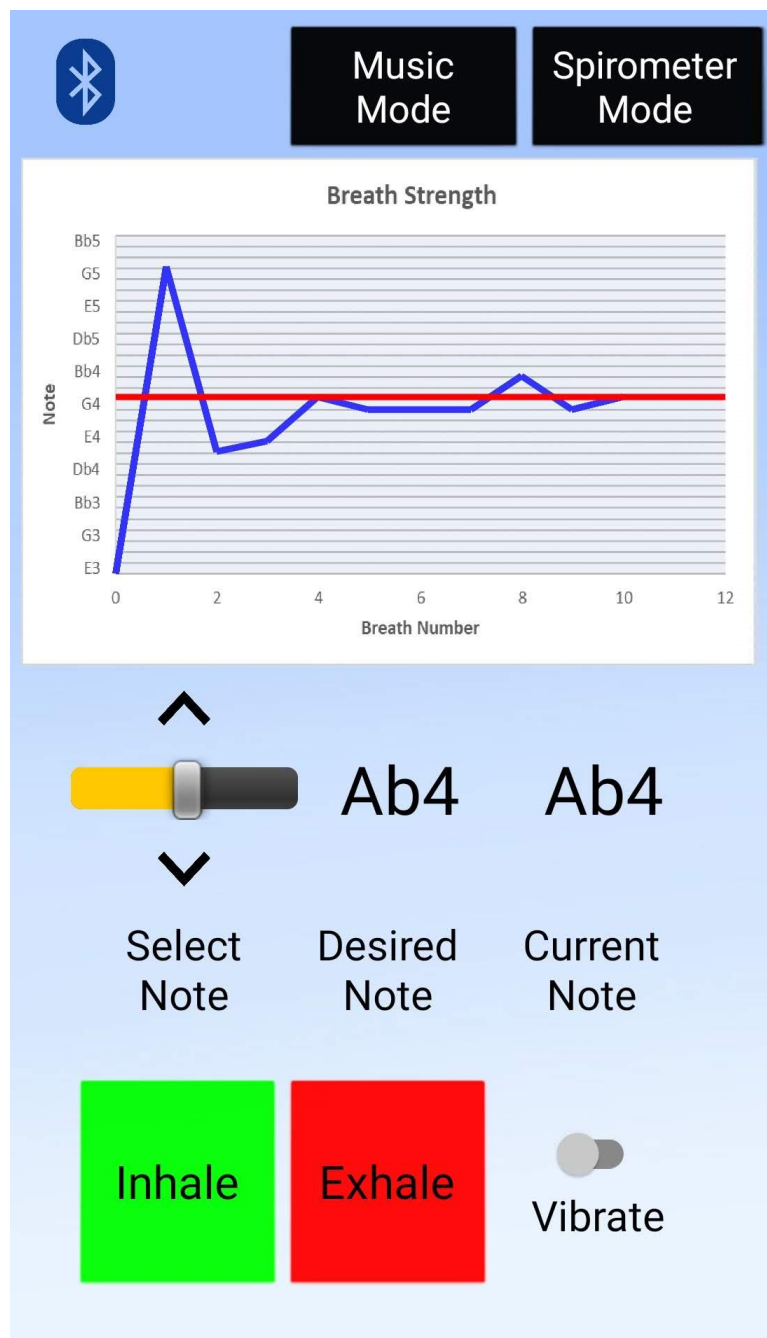 Music
Mode
Spirometer
Mode
Breath Strength
Note
Bb5
G5
E5
Db5
Bb4
G4
E4
Db4
Bb3
G3
E3
0 2 4 6 8 10 12
Breath Number
Ab4 Ab4
Select
Note
Desired
Note
Current
Note
Inhale
Exhale
Vibrate